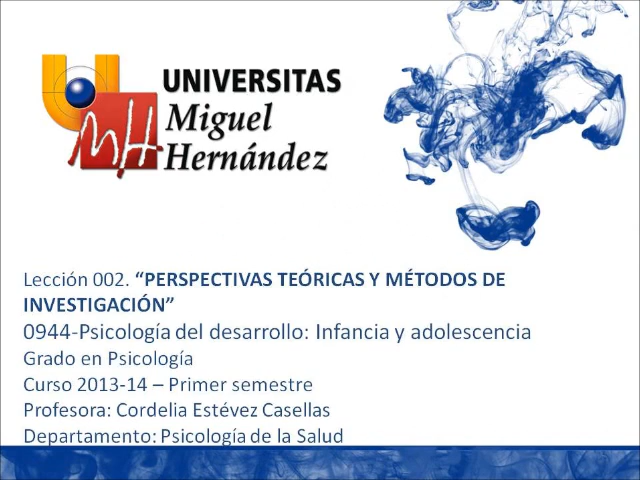 UNIVERSITAS
Miguel
Hernández
UMH
Lección 002. “PERSPECTIVAS TEÓRICAS Y MÉTODOS DE
INVESTIGACIÓN”
0944-Psicología del desarrollo: Infancia y adolescencia
Grado en Psicología
Curso 2013-14 – Primer semestre
Profesora: Cordelia Estévez Casellas
Departamento: Psicología de la Salud